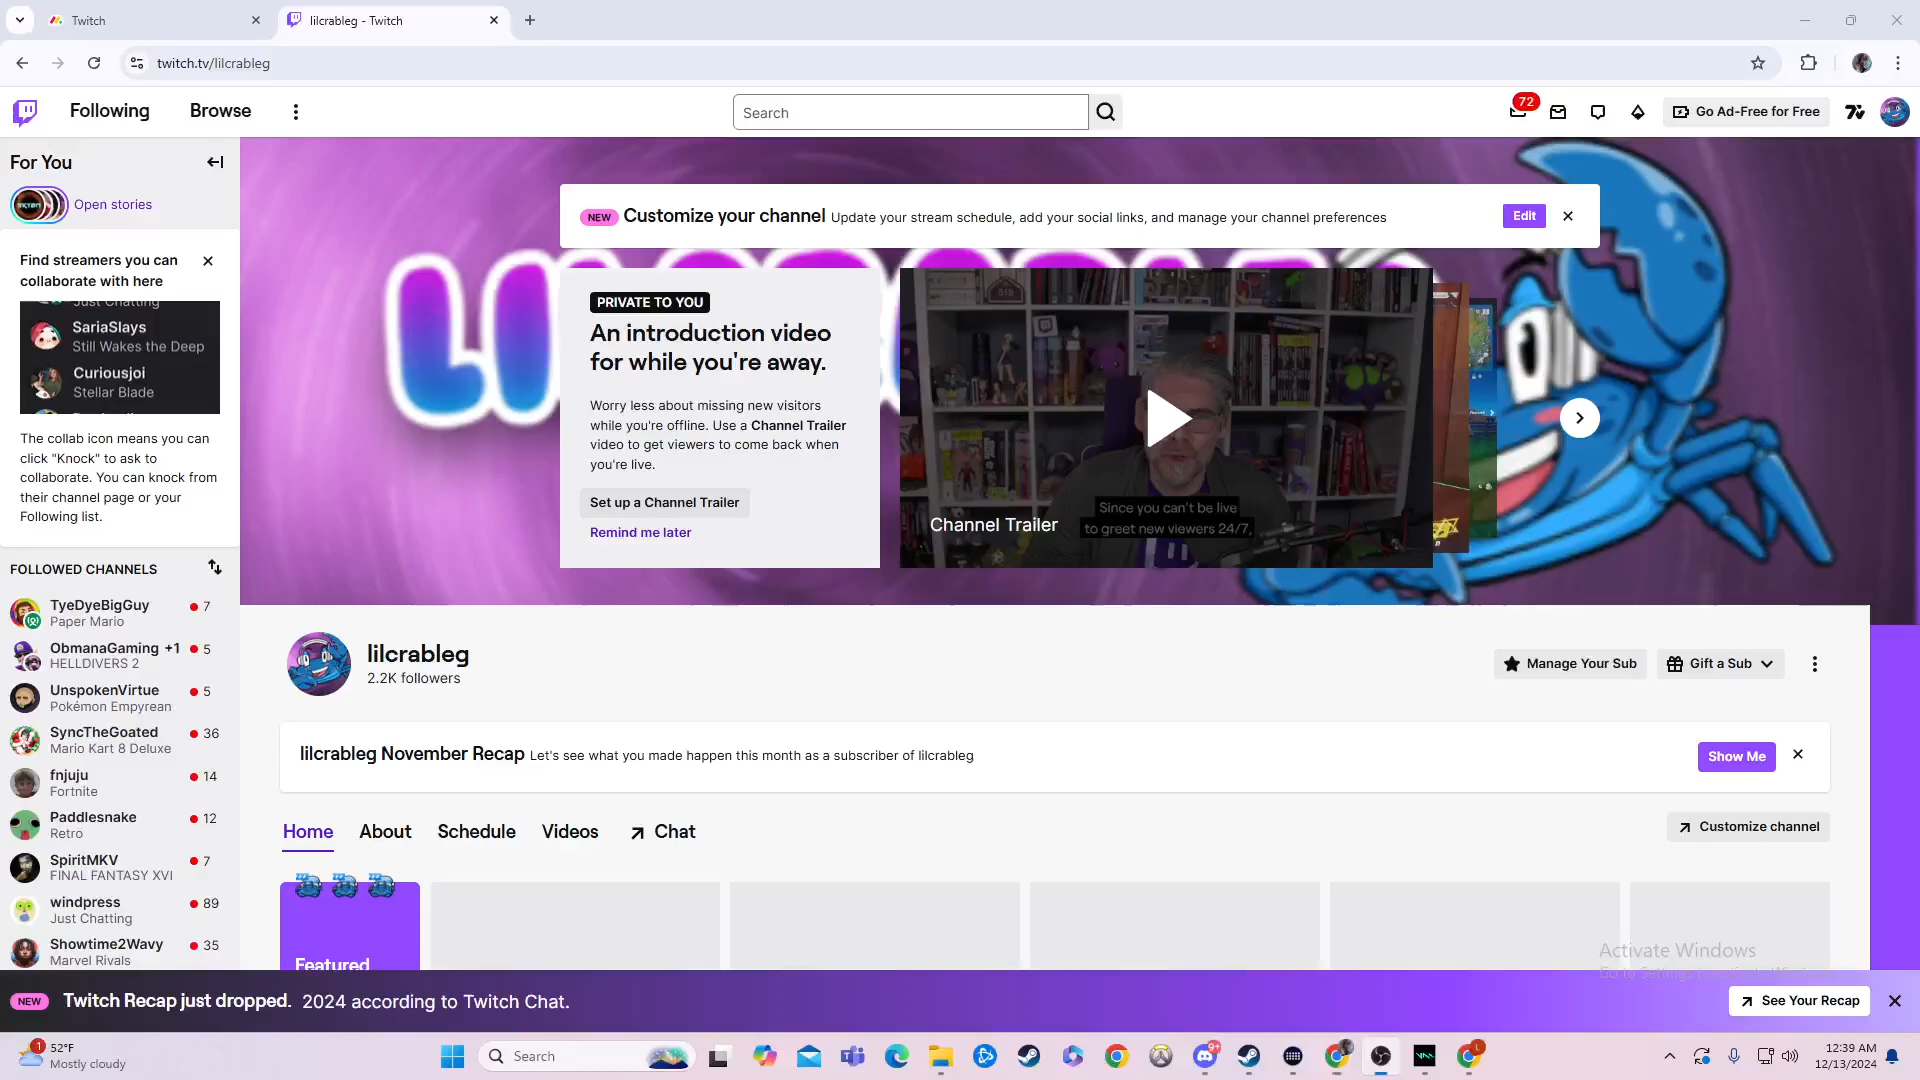 Twitch
lilcrableg - Twitch
twitch.tv/lilcrableg
Following
Browse
Search
72
Go Ad-Free for Free
For You
Open stories
Find streamers you can
collaborate with here
Just Chatting
SariaSlays
Still Wakes the Deep
Curiousjoi
Stellar Blade
The collab icon means you can
click "Knock" to ask to
collaborate. You can knock from
their channel page or your
Following list.
FOLLOWED CHANNELS
TyeDyeBigGuy
7
Paper Mario
ObmanaGaming +1
5
HELLDIVERS 2
UnspokenVirtue
5
Pokémon Empyrean
SyncTheGoated
36
Mario Kart 8 Deluxe
fnjuju
14
Fortnite
Paddlesnake
12
Retro
SpiritMKV
7
FINAL FANTASY XVI
windpress
89
Just Chatting
Showtime2Wavy
35
Marvel Rivals
NEW Customize your channel Update your stream schedule, add your social links, and manage your channel preferences
Edit
PRIVATE TO YOU
An introduction video
for while you're away.
Worry less about missing new visitors
while you're offline. Use a Channel Trailer
video to get viewers to come back when
you're live.
Set up a Channel Trailer
Remind me later
Since you can't be live
to greet new viewers 24/7,
Channel Trailer
lilcrableg
2.2K followers
Manage Your Sub
Gift a Sub
lilcrableg November Recap Let's see what you made happen this month as a subscriber of lilcrableg
Show Me
Home
About
Schedule
Videos
Chat
Customize channel
Featured
Activate Windows
NEW Twitch Recap just dropped. 2024 according to Twitch Chat.
See Your Recap
1
52°F
Mostly cloudy
Search
9+
12:39 AM
12/13/2024